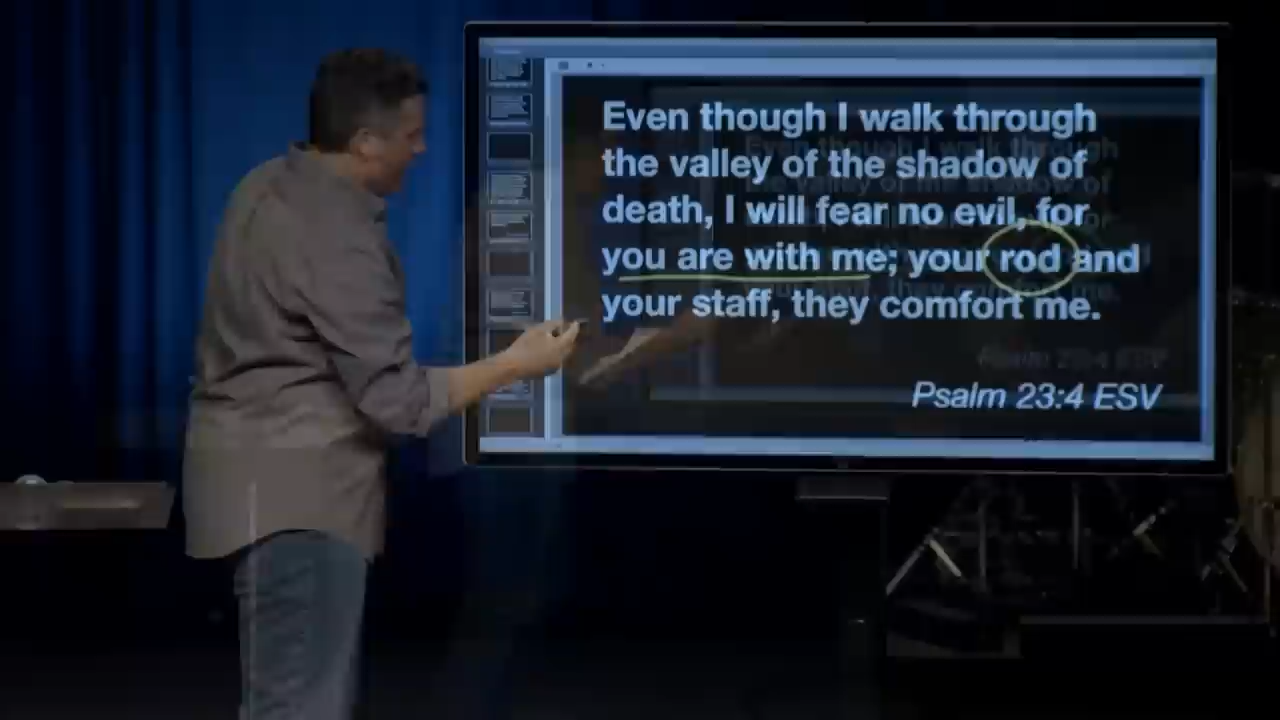 Even though I walk through
the valley of the shadow of
death, I will fear no evil, for
you are with me; your rod and
your staff, they comfort me.
Psalm 23:4 ESV